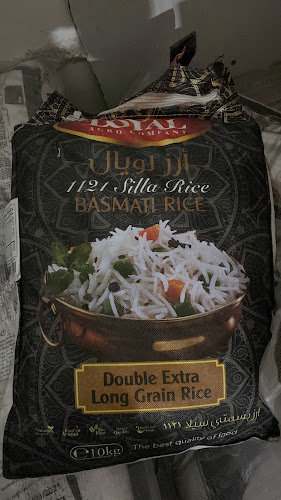 ROYAL
AGRO COMPANY
أرز رويال
1121 Silla Rice
BASMATI RICE
Double Extra
Long Grain Rice
أرز بسمتي سيلا ١١٢١
The best quality of food
℮10kg